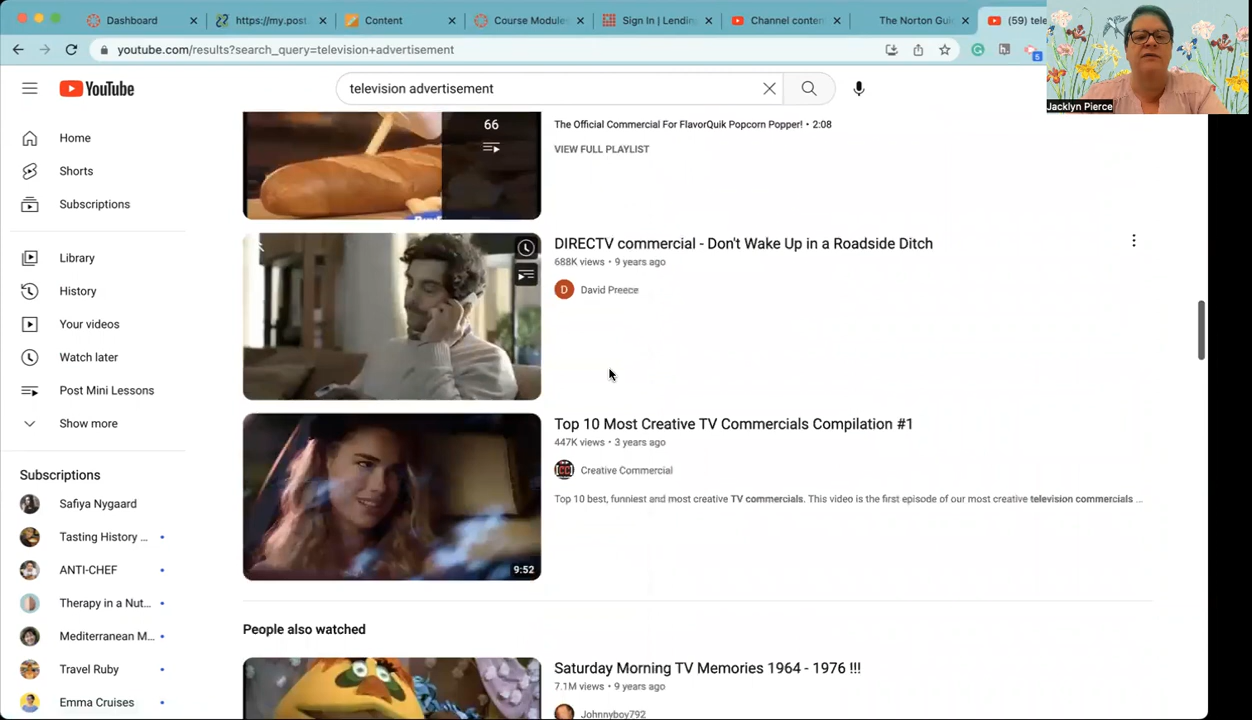 Dashboard
https://my.post.
Content
Course Modules
Sign In | Lending
Channel conten
The Norton Gui
(59) tele
youtube.com/results?search_query=television+advertisement
5
Jacklyn Pierce
YouTube
television advertisement
Home
Shorts
Subscriptions
Library
History
Your videos
Watch later
Post Mini Lessons
Show more
Subscriptions
Safiya Nygaard
Tasting History ...
ANTI-CHEF
Therapy in a Nut...
Mediterranean M...
Travel Ruby
Emma Cruises
66
The Official Commercial For FlavorQuik Popcorn Popper! • 2:08
VIEW FULL PLAYLIST
DIRECTV commercial - Don't Wake Up in a Roadside Ditch
688K views • 9 years ago
D
David Preece
Top 10 Most Creative TV Commercials Compilation #1
447K views • 3 years ago
CC
Creative Commercial
Top 10 best, funniest and most creative TV commercials. This video is the first episode of our most creative television commercials ...
9:52
People also watched
Saturday Morning TV Memories 1964 - 1976 !!!
7.1M views • 9 years ago
Johnnyboy792